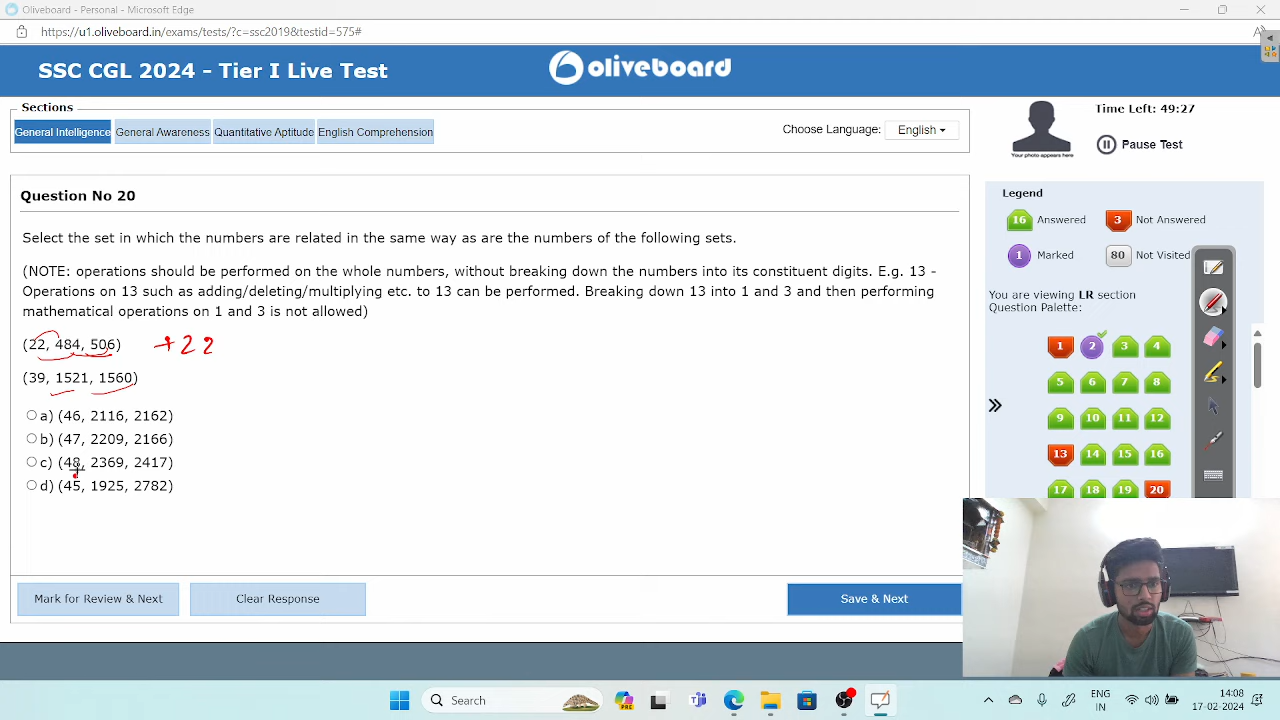 Oliveboard - Personal - Microsoft Edge
https://u1.oliveboard.in/exams/tests/?c=ssc2019&testid=575#
SSC CGL 2024 - Tier I Live Test
oliveboard
Sections
General Intelligence General Awareness Quantitative Aptitude English Comprehension
Choose Language: English
Time Left: 49:27
Your photo appears here
Pause Test
Question No 20
Select the set in which the numbers are related in the same way as are the numbers of the following sets.
(NOTE: operations should be performed on the whole numbers, without breaking down the numbers into its constituent digits. E.g. 13 -
Operations on 13 such as adding/deleting/multiplying etc. to 13 can be performed. Breaking down 13 into 1 and 3 and then performing
mathematical operations on 1 and 3 is not allowed)
(22, 484, 506) +22
(39, 1521, 1560)
a) (46, 2116, 2162)
b) (47, 2209, 2166)
c) (48, 2369, 2417)
d) (45, 1925, 2782)
Mark for Review & Next
Clear Response
Save & Next
Legend
16 Answered 3 Not Answered
1 Marked 80 Not Visited
You are viewing LR section
Question Palette:
1 2 3 4
5 6 7 8
9 10 11 12
13 14 15 16
17 18 19 20
Search
PRE
ENG
IN
14:08
17-02-2024